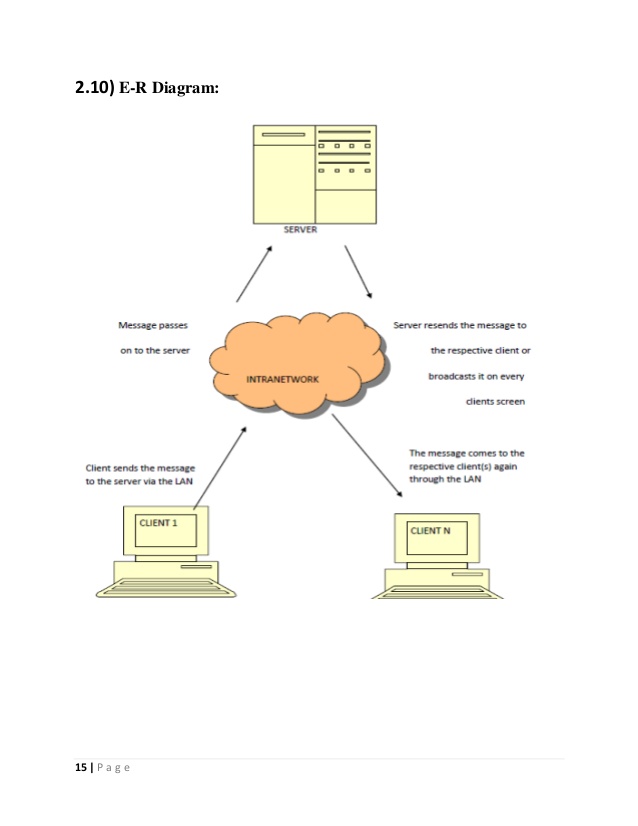 2.10) E-R Diagram:
SERVER
Message passes
on to the server
Server resends the message to
the respective client or
broadcasts it on every
clients screen
INTRANETWORK
Client sends the message
to the server via the LAN
The message comes to the
respective client(s) again
through the LAN
CLIENT 1
CLIENT N
15 | Page